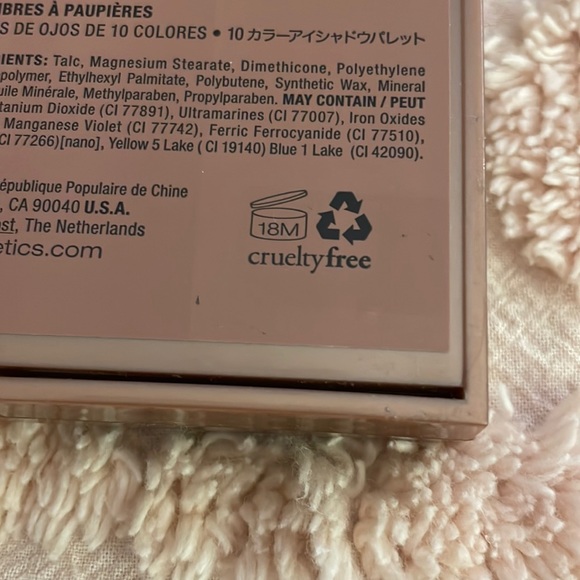 BRES À PAUPIÈRES
S DE OJOS DE 10 COLORES • 10 カラーアイシャドウパレット
IENTS: Talc, Magnesium Stearate, Dimethicone, Polyethylene
polymer, Ethylhexyl Palmitate, Polybutene, Synthetic Wax, Mineral
uile Minérale, Methylparaben, Propylparaben. MAY CONTAIN / PEUT
tanium Dioxide (CI 77891), Ultramarines (CI 77007), Iron Oxides
Manganese Violet (CI 77742), Ferric Ferrocyanide (CI 77510),
CI 77266)[nano], Yellow 5 Lake ( CI 19140) Blue 1 Lake (CI 42090).
épublique Populaire de Chine
, CA 90040 U.S.A.
st, The Netherlands
etics.com
18M
crueltyfree